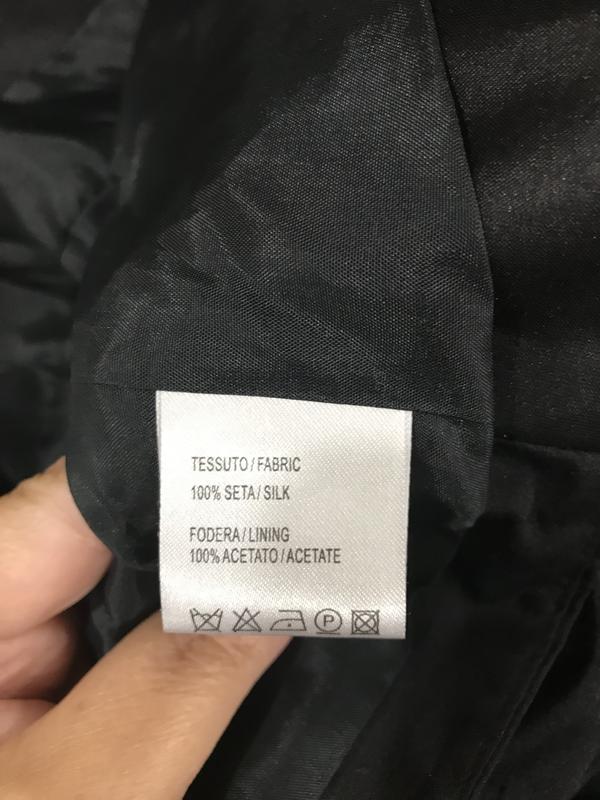 TESSUTO / FABRIC
100% SETA / SILK
FODERA / LINING
100% ACETATO / ACETATE
P